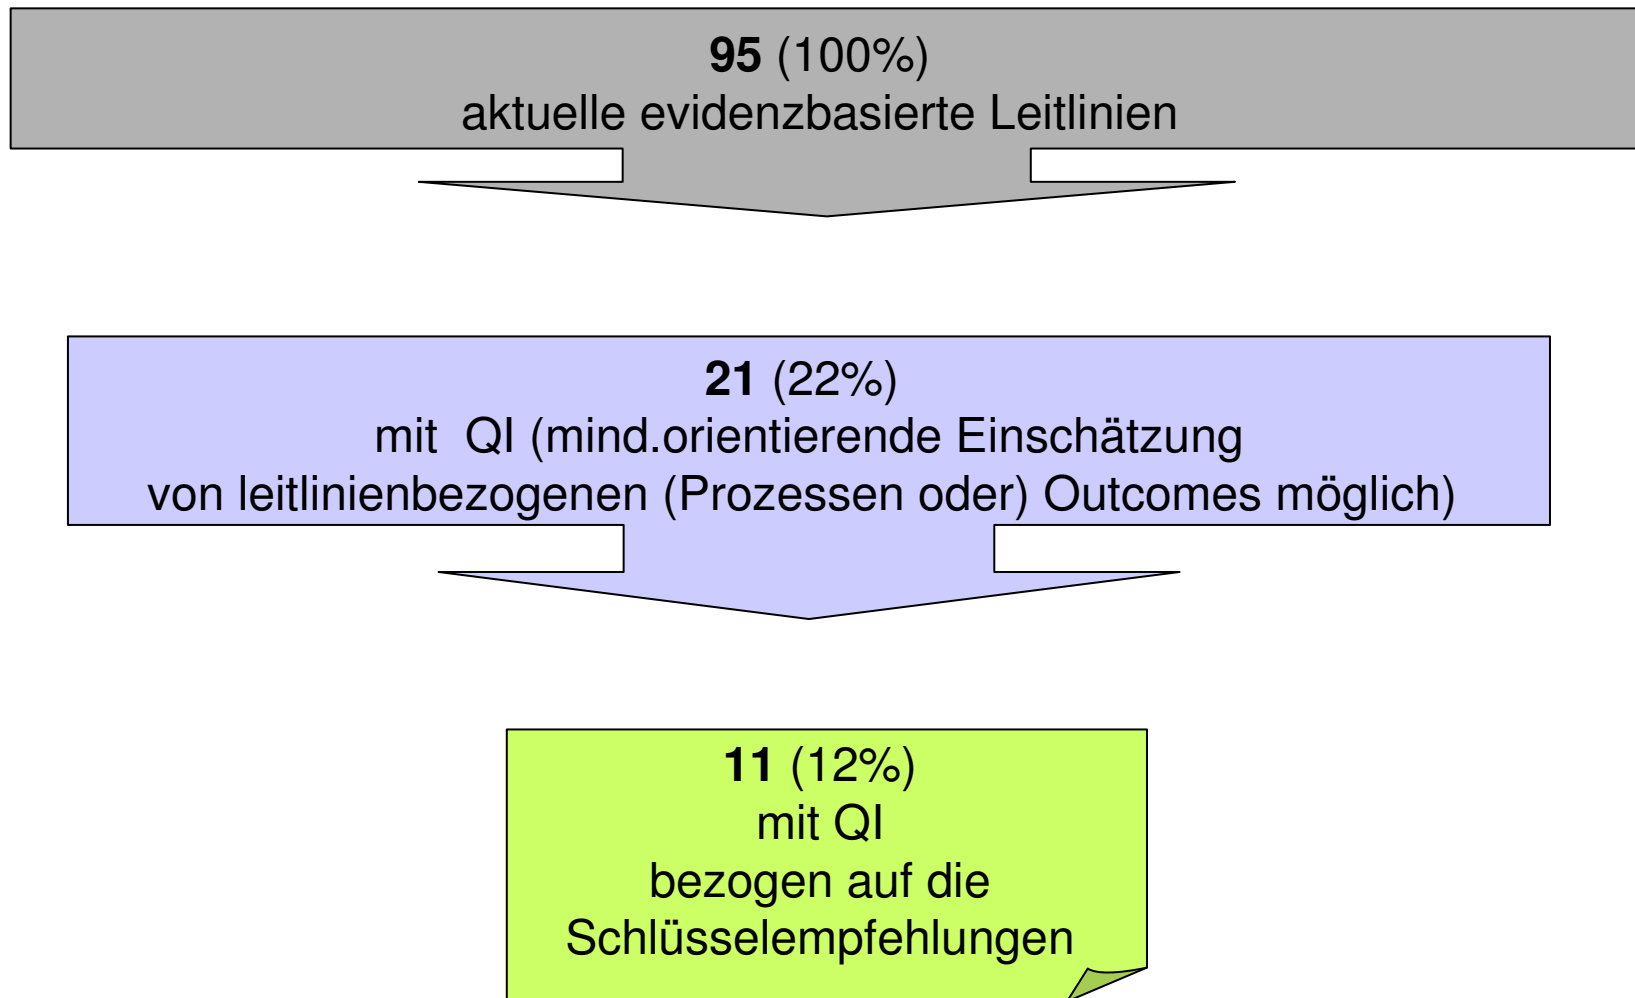 95 (100%)
aktuelle evidenzbasierte Leitlinien
21 (22%)
mit QI (mind.orientierende Einschätzung
von leitlinienbezogenen (Prozessen oder) Outcomes möglich)
11 (12%)
mit QI
bezogen auf die
Schlüsselempfehlungen